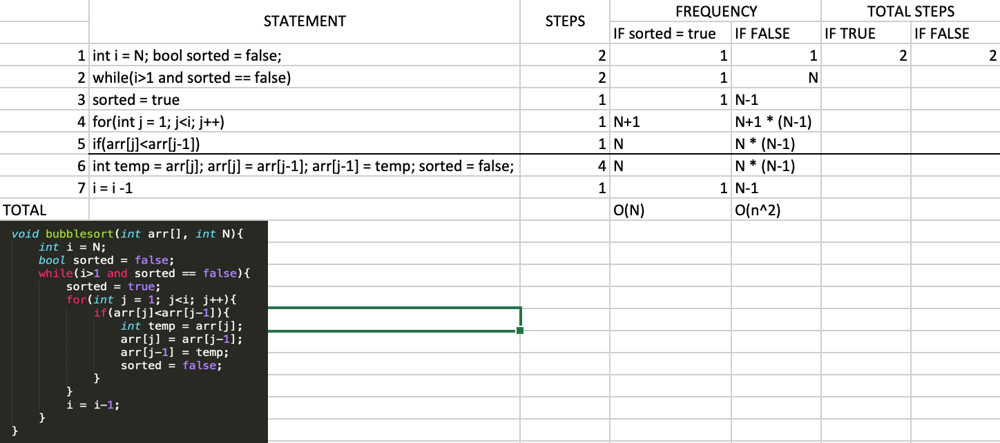 STATEMENT STEPS FREQUENCY TOTAL STEPS
IF sorted = true IF FALSE IF TRUE IF FALSE
1 int i = N; bool sorted = false; 2 1 1 2 2
2 while(i>1 and sorted == false) 2 1 N
3 sorted = true 1 1 N-1
4 for(int j = 1; j<i; j++) 1 N+1 N+1 * (N-1)
5 if(arr[j]<arr[j-1]) 1 N N * (N-1)
6 int temp = arr[j]; arr[j] = arr[j-1]; arr[j-1] = temp; sorted = false; 4 N N * (N-1)
7 i = i -1 1 1 N-1
TOTAL O(N) O(n^2)
void bubblesort(int arr[], int N){
int i = N;
bool sorted = false;
while(i>1 and sorted == false){
sorted = true;
for(int j = 1; j<i; j++){
if(arr[j]<arr[j-1]){
int temp = arr[j];
arr[j] = arr[j-1];
arr[j-1] = temp;
sorted = false;
}
}
i = i-1;
}
}